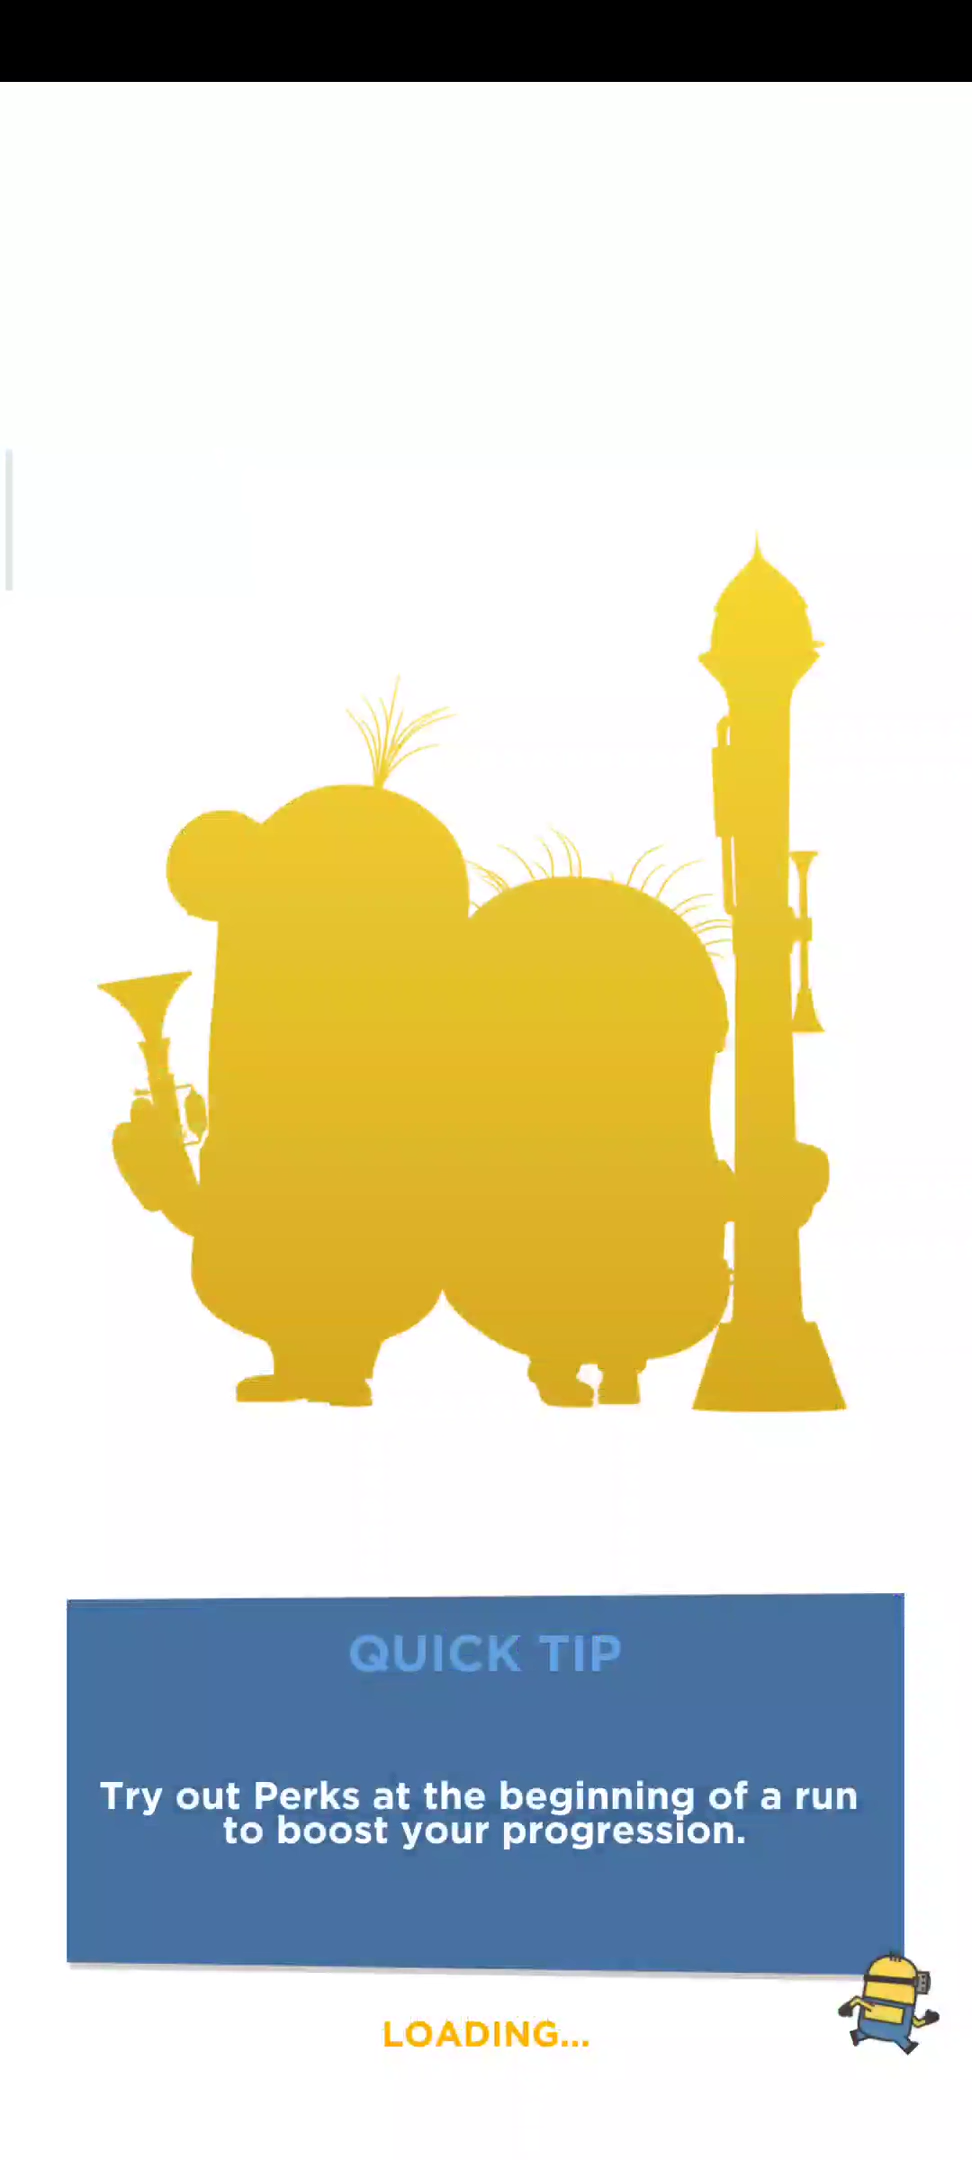 QUICK TIP
Try out Perks at the beginning of a run
to boost your progression.
LOADING...